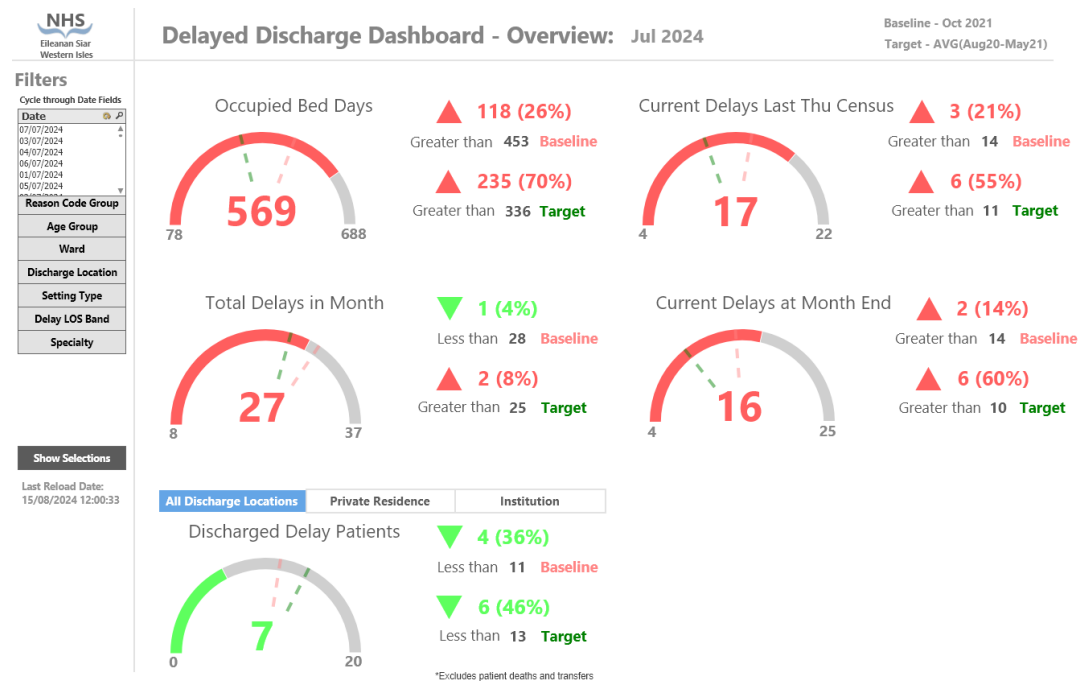 NHS
Eileanan Siar
Western Isles
Delayed Discharge Dashboard - Overview: Jul 2024
Baseline - Oct 2021
Target - AVG(Aug20-May21)
Filters
Cycle through Date Fields
Date
07/07/2024
03/07/2024
04/07/2024
06/07/2024
01/07/2024
05/07/2024
Reason Code Group
Age Group
Ward
Discharge Location
Setting Type
Delay LOS Band
Specialty
Show Selections
Last Reload Date:
15/08/2024 12:00:33
Occupied Bed Days
569
78
688
118 (26%)
Greater than 453 Baseline
235 (70%)
Greater than 336 Target
Current Delays Last Thu Census
17
4
22
3 (21%)
Greater than 14 Baseline
6 (55%)
Greater than 11 Target
Total Delays in Month
27
8
37
1 (4%)
Less than 28 Baseline
2 (8%)
Greater than 25 Target
Current Delays at Month End
16
4
25
2 (14%)
Greater than 14 Baseline
6 (60%)
Greater than 10 Target
All Discharge Locations
Private Residence
Institution
Discharged Delay Patients
7
0
20
4 (36%)
Less than 11 Baseline
6 (46%)
Less than 13 Target
*Excludes patient deaths and transfers